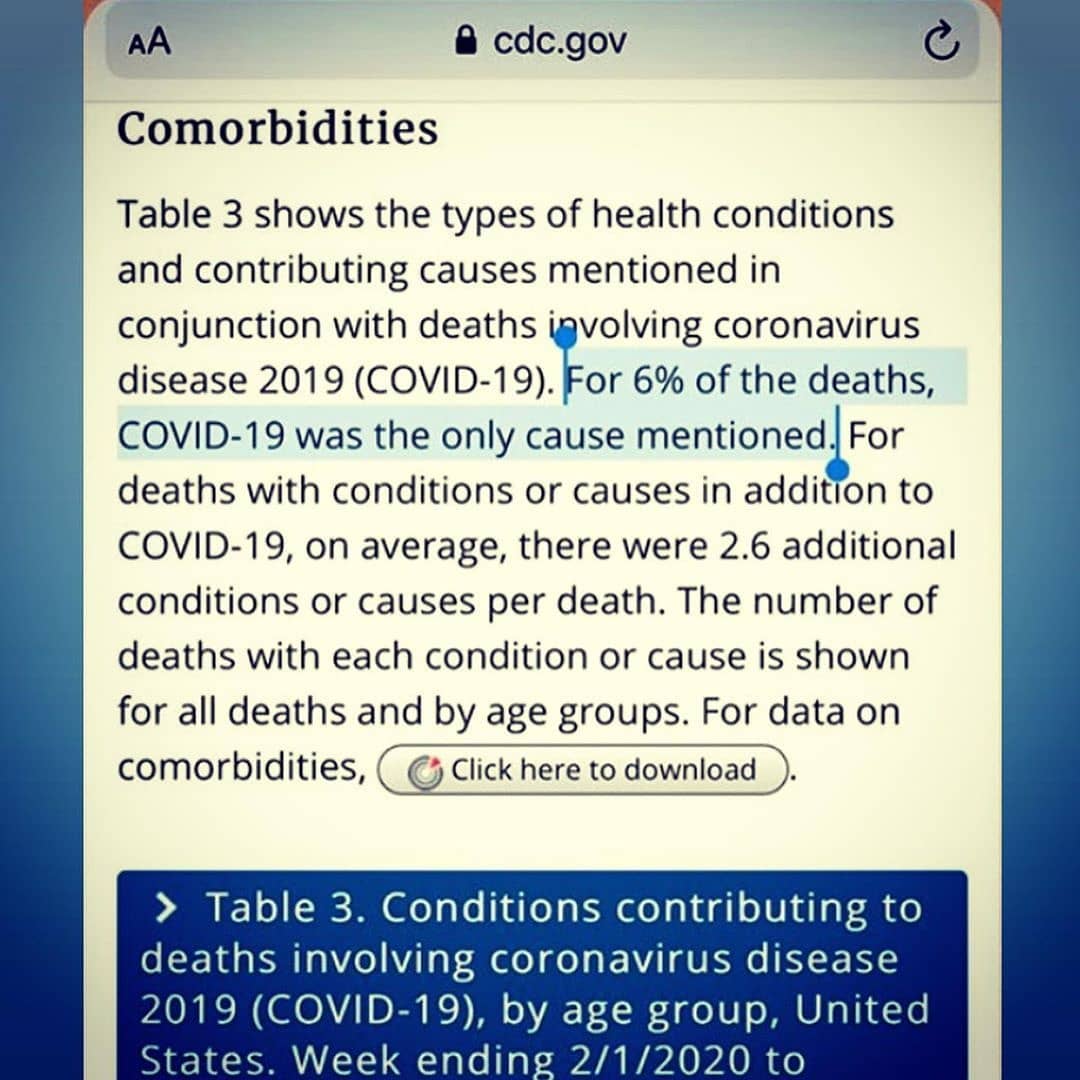 AA cdc.gov
Comorbidities
Table 3 shows the types of health conditions
and contributing causes mentioned in
conjunction with deaths involving coronavirus
disease 2019 (COVID-19). For 6% of the deaths,
COVID-19 was the only cause mentioned. For
deaths with conditions or causes in addition to
COVID-19, on average, there were 2.6 additional
conditions or causes per death. The number of
deaths with each condition or cause is shown
for all deaths and by age groups. For data on
comorbidities, Click here to download.
> Table 3. Conditions contributing to
deaths involving coronavirus disease
2019 (COVID-19), by age group, United
States. Week ending 2/1/2020 to